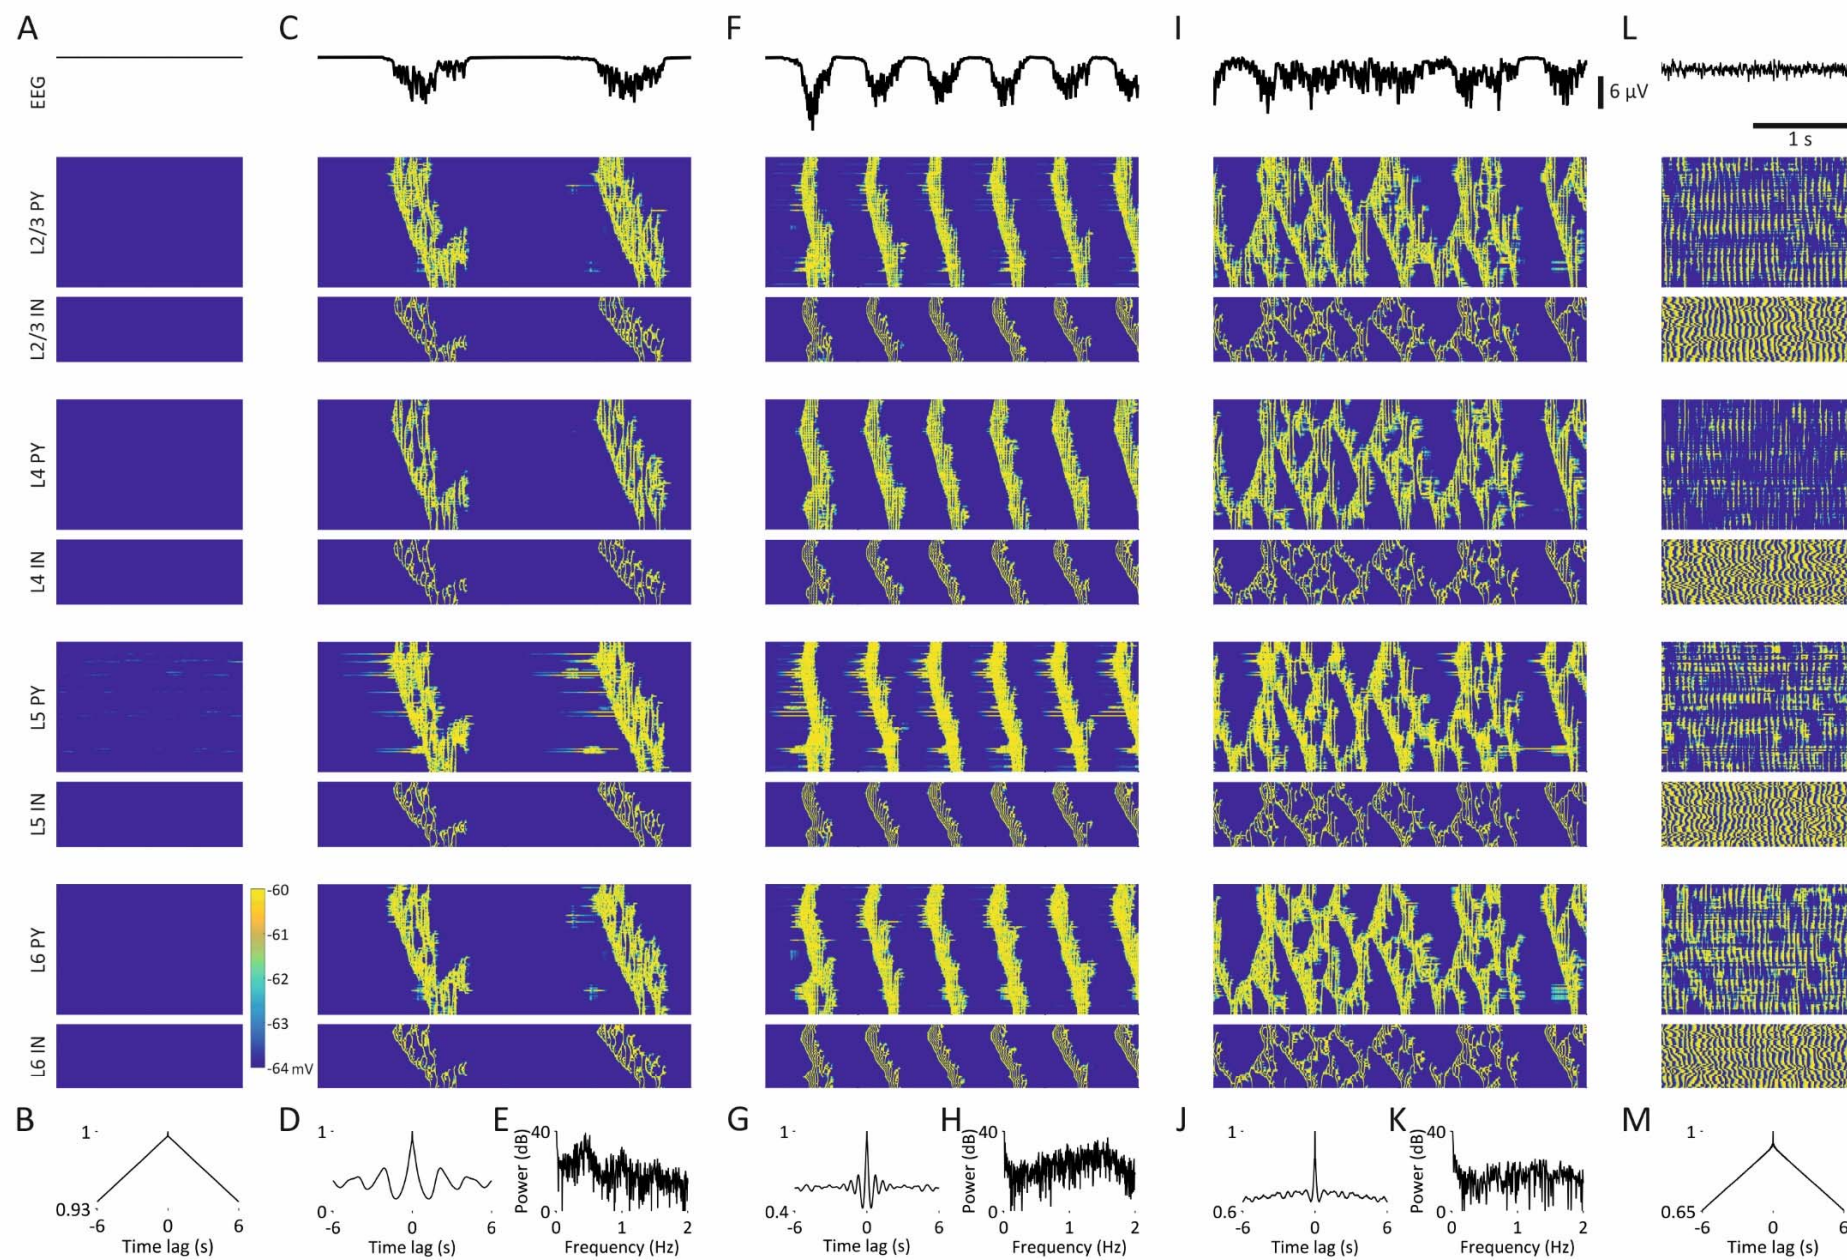 A
C
F
I
L
EEG
6 µV
1 s
L2/3 PY
L2/3 IN
L4 PY
L4 IN
L5 PY
L5 IN
L6 PY
L6 IN
-60
-61
-62
-63
-64 mV
B
1
0.93
-6 0 6
Time lag (s)
D
1
0
-6 0 6
Time lag (s)
E
Power (dB)
40
0
0 1 2
Frequency (Hz)
G
1
0.4
-6 0 6
Time lag (s)
H
Power (dB)
40
0
0 1 2
Frequency (Hz)
J
1
0.6
-6 0 6
Time lag (s)
K
Power (dB)
40
0
0 1 2
Frequency (Hz)
M
1
0.65
-6 0 6
Time lag (s)